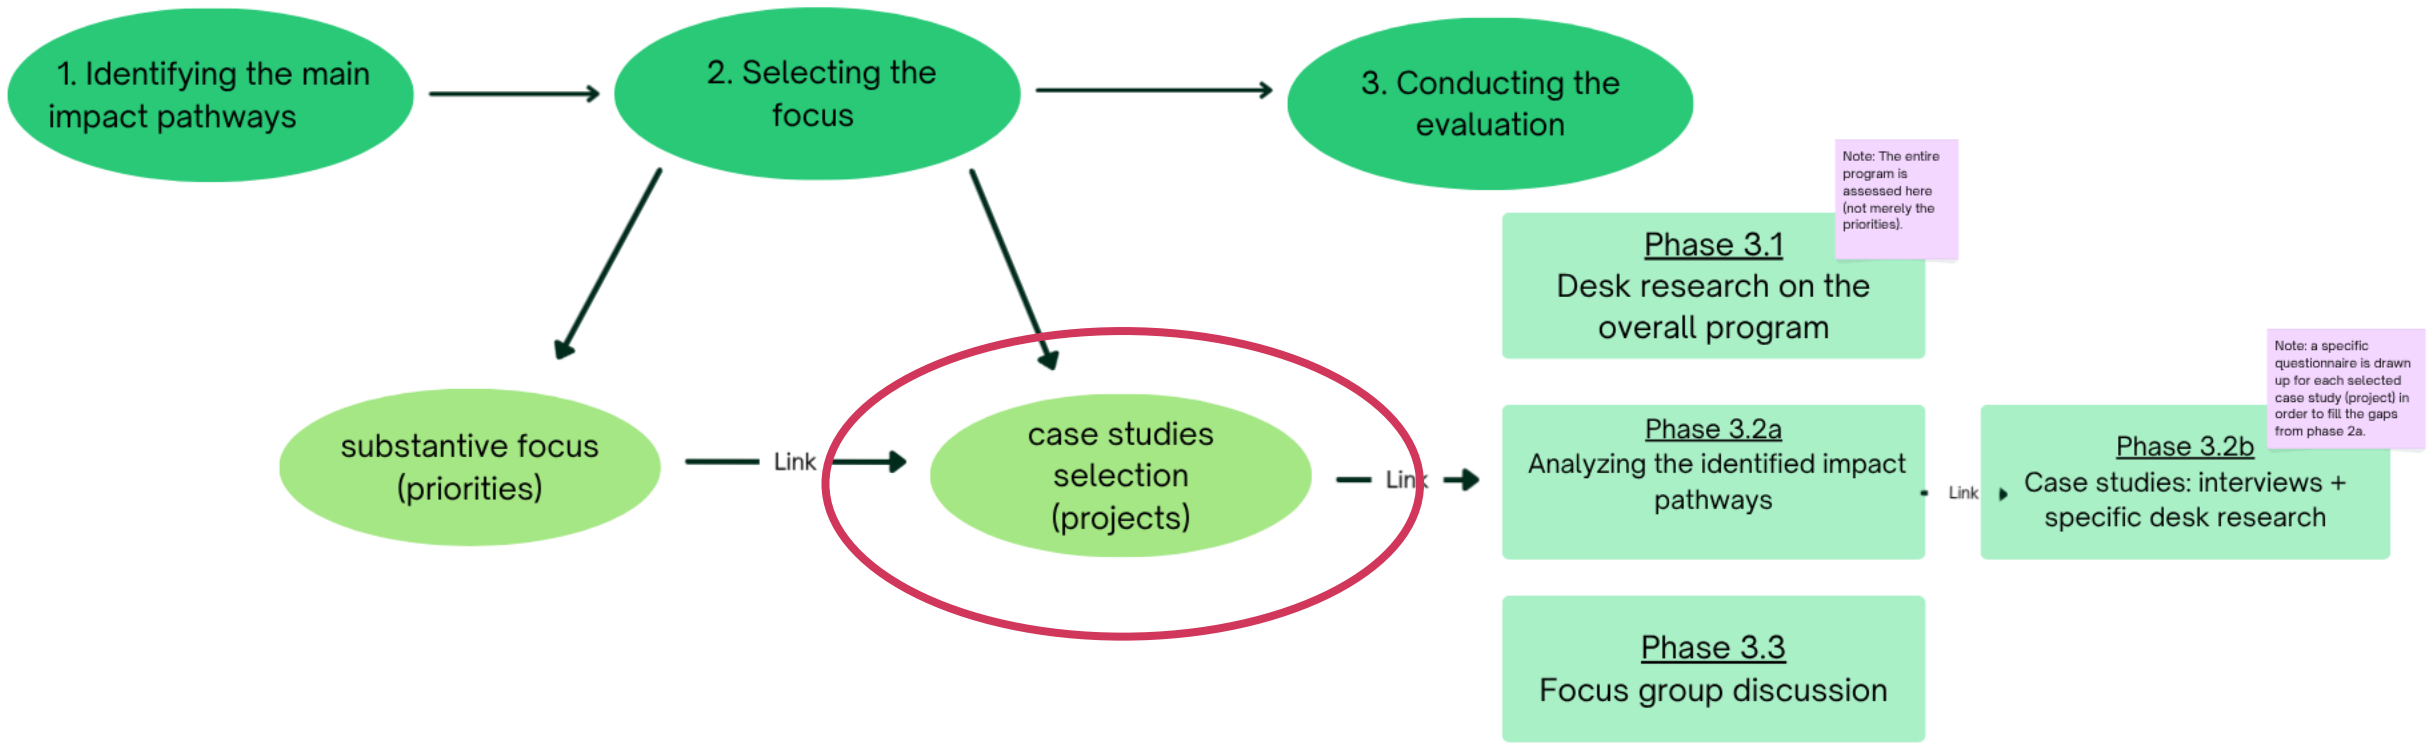 1. Identifying the main
impact pathways
2. Selecting the
focus
3. Conducting the
evaluation
Note: The entire
program is
assessed here
(not merely the
priorities).
Phase 3.1
Desk research on the
overall program
substantive focus
(priorities)
Link
case studies
selection
(projects)
Link
Phase 3.2a
Analyzing the identified impact
pathways
Link
Note: a specific
questionnaire is drawn
up for each selected
case study (project) in
order to fill the gaps
from phase 2a.
Phase 3.2b
Case studies: interviews +
specific desk research
Phase 3.3
Focus group discussion